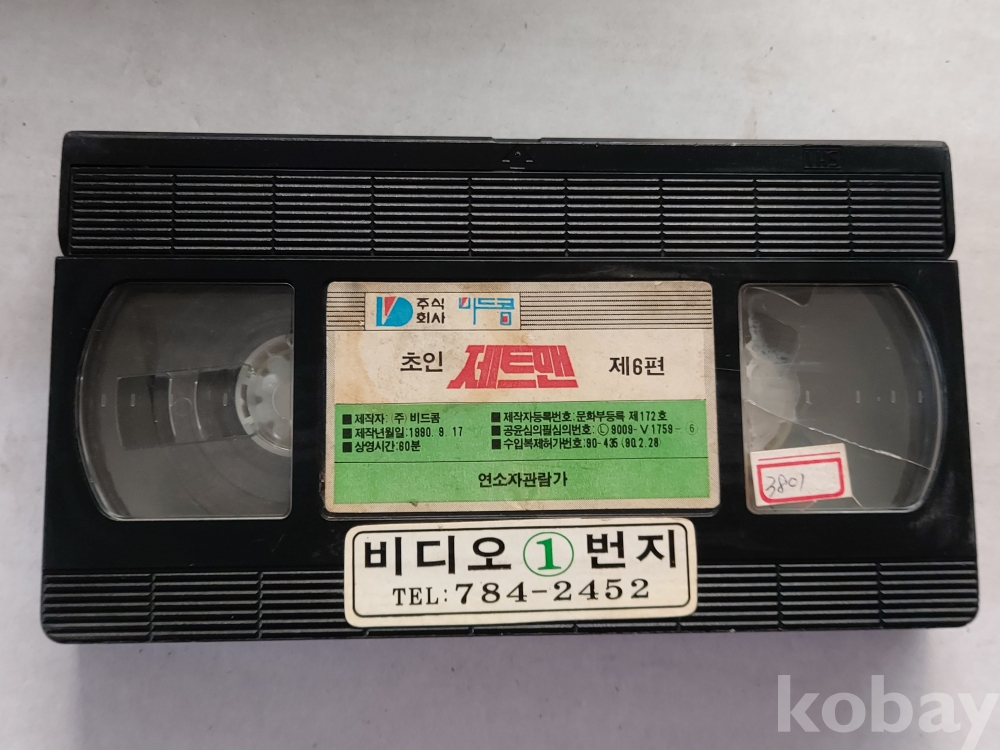 주식
회사 비드콤
초인 제트맨 제6편
■ 제작자: (주) 비드콤 ■ 제작자등록번호: 문화부등록 제172호
■ 제작년월일: 1990. 9. 17 ■ 공윤심의필심의번호: Ⓛ9009-V1759-6
■ 상영시간: 60분 ■ 수입복제허가번호: 90-435 (90.2.28
연소자관람가
3801
비디오 ① 번지
TEL: 784-2452
kobay